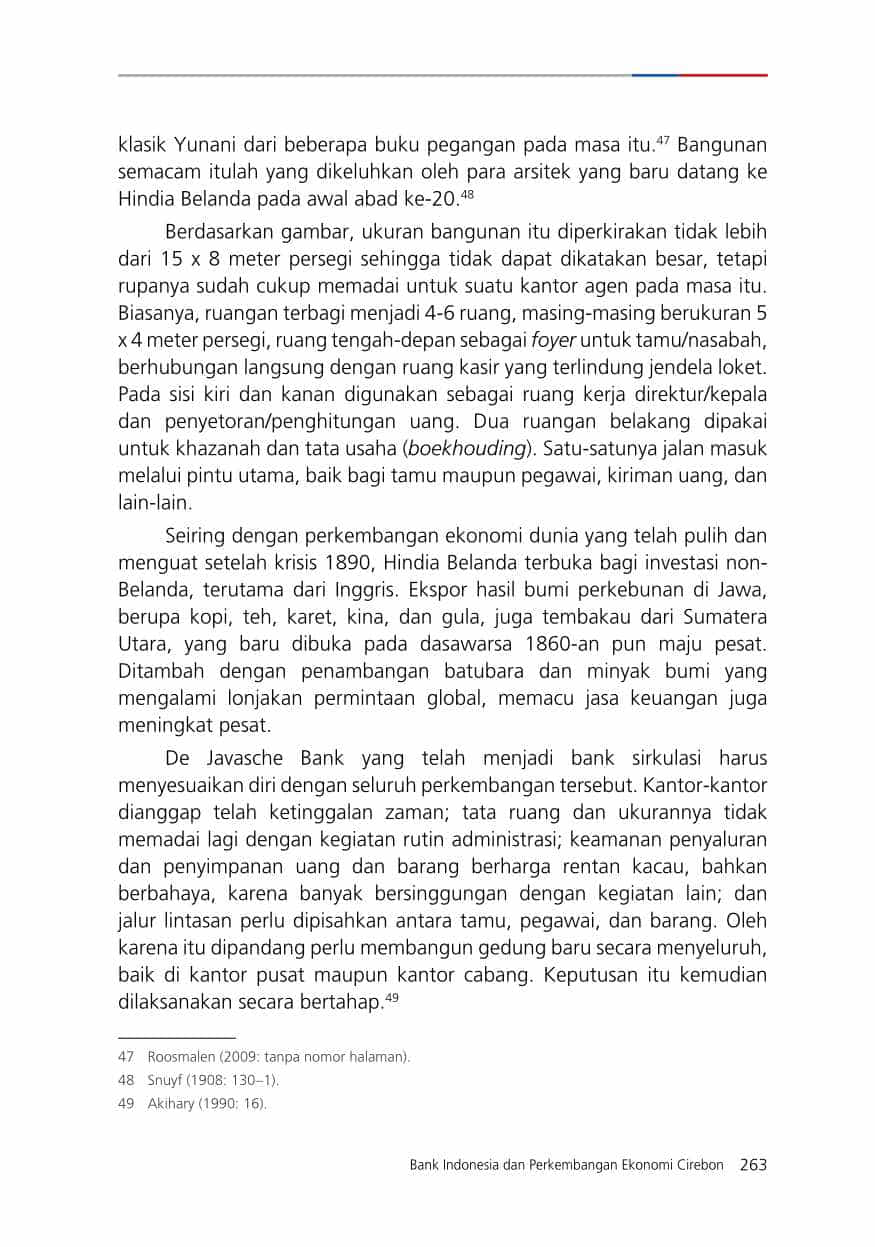 klasik Yunani dari beberapa buku pegangan pada masa itu.47 Bangunan
semacam itulah yang dikeluhkan oleh para arsitek yang baru datang ke
Hindia Belanda pada awal abad ke-20.48
Berdasarkan gambar, ukuran bangunan itu diperkirakan tidak lebih
dari 15 x 8 meter persegi sehingga tidak dapat dikatakan besar, tetapi
rupanya sudah cukup memadai untuk suatu kantor agen pada masa itu.
Biasanya, ruangan terbagi menjadi 4-6 ruang, masing-masing berukuran 5
x 4 meter persegi, ruang tengah-depan sebagai foyer untuk tamu/nasabah,
berhubungan langsung dengan ruang kasir yang terlindung jendela loket.
Pada sisi kiri dan kanan digunakan sebagai ruang kerja direktur/kepala
dan penyetoran/penghitungan uang. Dua ruangan belakang dipakai
untuk khazanah dan tata usaha (boekhouding). Satu-satunya jalan masuk
melalui pintu utama, baik bagi tamu maupun pegawai, kiriman uang, dan
lain-lain.
Seiring dengan perkembangan ekonomi dunia yang telah pulih dan
menguat setelah krisis 1890, Hindia Belanda terbuka bagi investasi non-
Belanda, terutama dari Inggris. Ekspor hasil bumi perkebunan di Jawa,
berupa kopi, teh, karet, kina, dan gula, juga tembakau dari Sumatera
Utara, yang baru dibuka pada dasawarsa 1860-an pun maju pesat.
Ditambah dengan penambangan batubara dan minyak bumi yang
mengalami lonjakan permintaan global, memacu jasa keuangan juga
meningkat pesat.
De Javasche Bank yang telah menjadi bank sirkulasi harus
menyesuaikan diri dengan seluruh perkembangan tersebut. Kantor-kantor
dianggap telah ketinggalan zaman; tata ruang dan ukurannya tidak
memadai lagi dengan kegiatan rutin administrasi; keamanan penyaluran
dan penyimpanan uang dan barang berharga rentan kacau, bahkan
berbahaya, karena banyak bersinggungan dengan kegiatan lain; dan
jalur lintasan perlu dipisahkan antara tamu, pegawai, dan barang. Oleh
karena itu dipandang perlu membangun gedung baru secara menyeluruh,
baik di kantor pusat maupun kantor cabang. Keputusan itu kemudian
dilaksanakan secara bertahap.49
47 Roosmalen (2009: tanpa nomor halaman).
48 Snuyf (1908: 130–1).
49 Akihary (1990: 16).
Bank Indonesia dan Perkembangan Ekonomi Cirebon 263